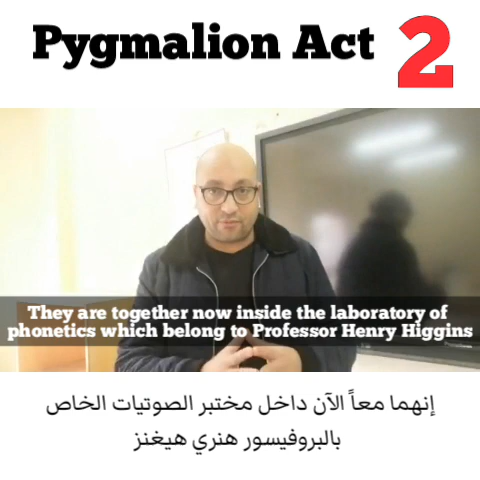 Pygmalion Act 2
They are together now inside the laboratory of
phonetics which belong to Professor Henry Higgins
إنهما معاً الآن داخل مختبر الصوتيات الخاص
بالبروفيسور هنري هيغنز